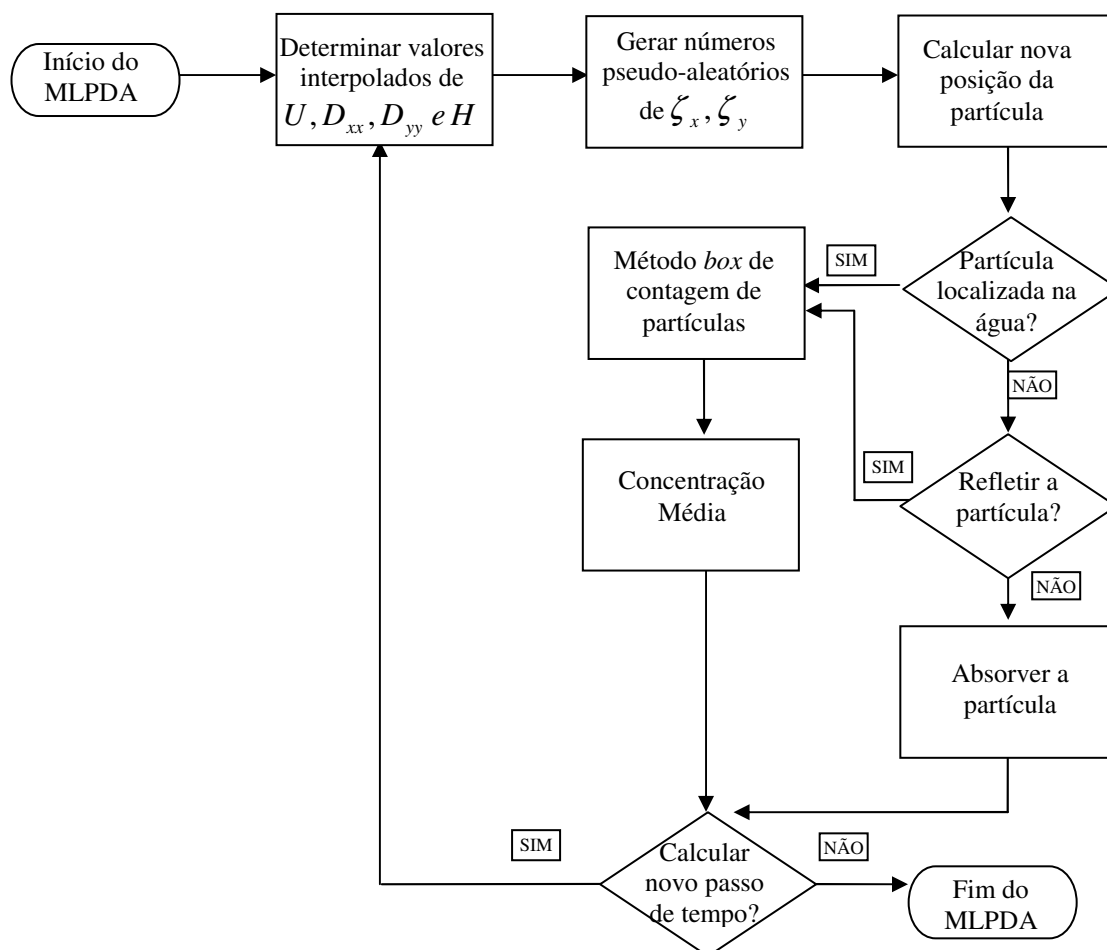 Início do
MLPDA
Determinar valores
interpolados de
U, D_xx, D_yy e H
Gerar números
pseudo-aleatórios
de ζ_x, ζ_y
Calcular nova
posição da
partícula
Partícula
localizada na
água?
SIM
Método box de
contagem de
partículas
NÃO
Refletir a
partícula?
SIM
Concentração
Média
NÃO
Absorver a
partícula
Calcular
novo passo
de tempo?
SIM
NÃO
Fim do
MLPDA